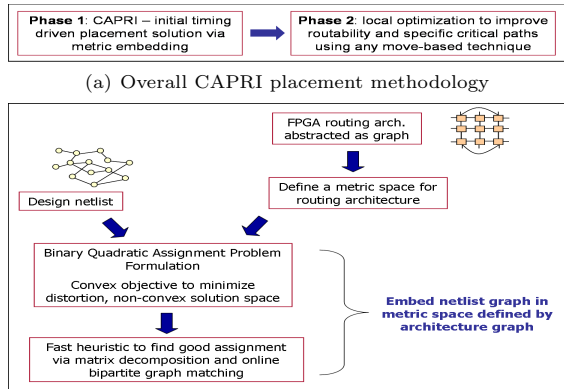 Phase 1: CAPRI – initial timing
driven placement solution via
metric embedding
Phase 2: local optimization to improve
routability and specific critical paths
using any move-based technique
(a) Overall CAPRI placement methodology
FPGA routing arch.
abstracted as graph
Design netlist
Define a metric space for
routing architecture
Binary Quadratic Assignment Problem
Formulation
Convex objective to minimize
distortion, non-convex solution space
Embed netlist graph in
metric space defined by
architecture graph
Fast heuristic to find good assignment
via matrix decomposition and online
bipartite graph matching